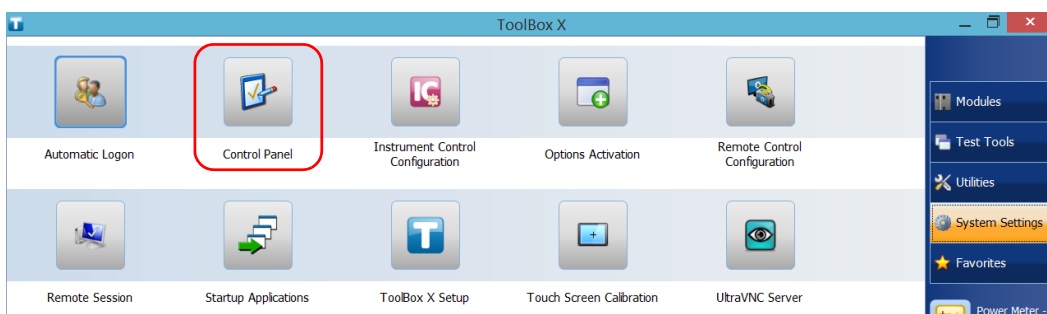 ToolBox X
Automatic Logon
Control Panel
Instrument Control
Configuration
Options Activation
Remote Control
Configuration
Remote Session
Startup Applications
ToolBox X Setup
Touch Screen Calibration
UltraVNC Server
Modules
Test Tools
Utilities
System Settings
Favorites
Power Meter -